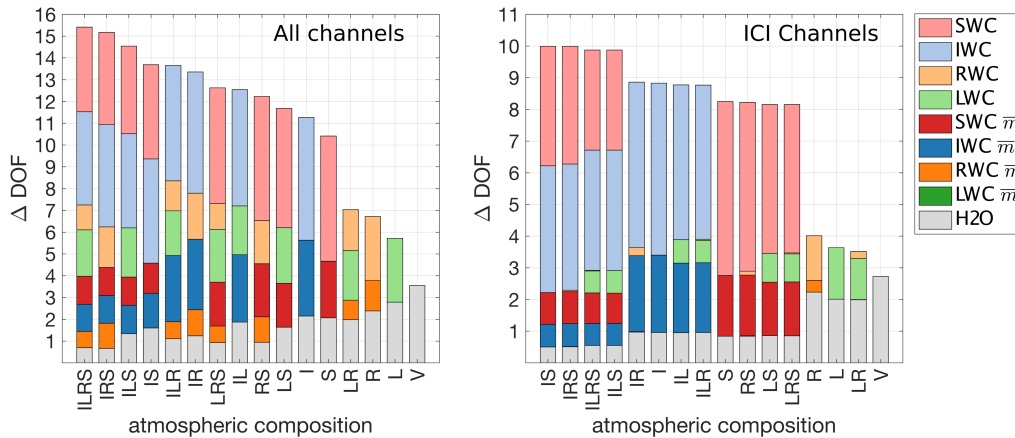 All channels
16
15
14
13
12
11
10
9
8
7
6
5
4
3
2
1
Δ DOF
ILRS
IRS
ILS
IS
ILR
IR
LRS
IL
RS
LS
I
S
LR
R
L
V
atmospheric composition
ICI Channels
10
9
8
7
6
5
4
3
2
1
Δ DOF
IS
IRS
ILRS
ILS
IR
I
IL
ILR
S
RS
LS
LRS
R
L
LR
V
atmospheric composition
SWC
IWC
RWC
LWC
SWC m̅
IWC m̅
RWC m̅
LWC m̅
H2O